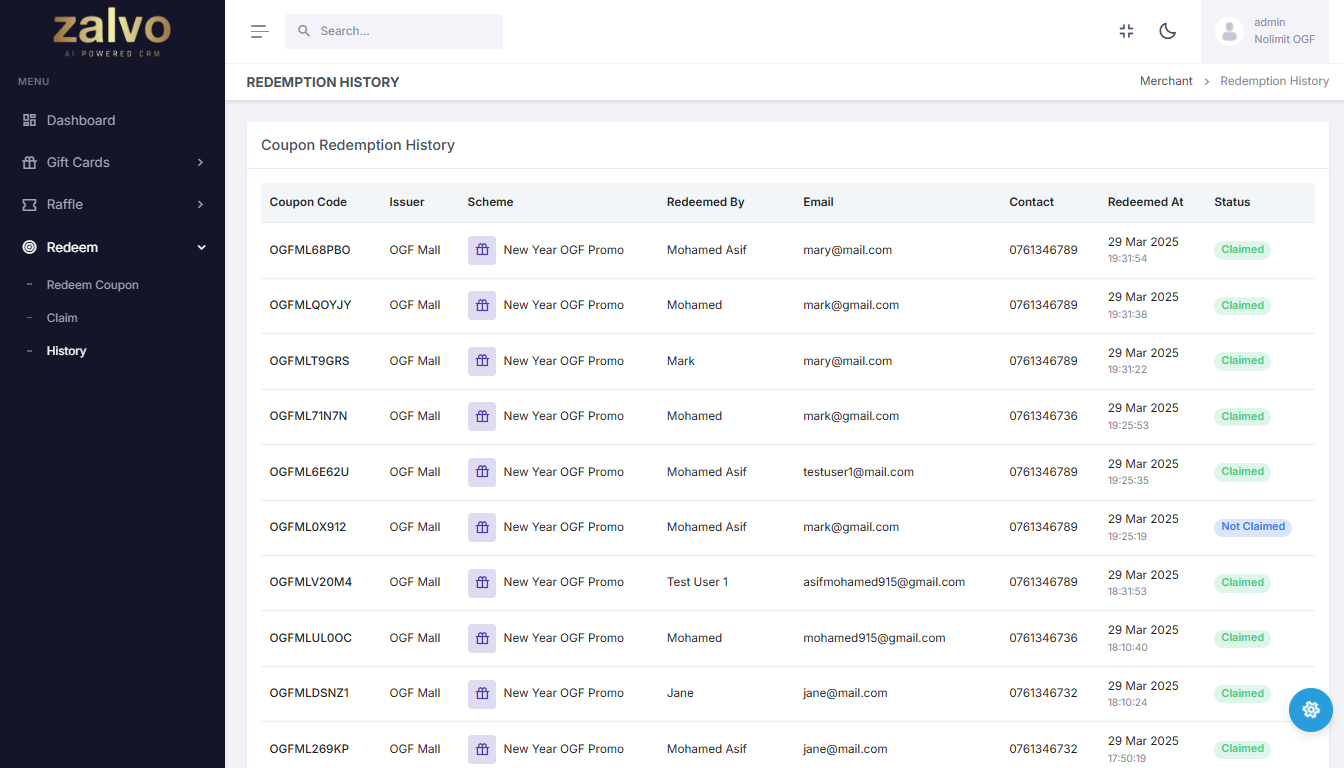 zalvo
AI POWERED CRM
MENU
Dashboard
Gift Cards
Raffle
Redeem
Redeem Coupon
Claim
History
Search...
admin
Nolimit OGF
REDEMPTION HISTORY
Merchant > Redemption History
Coupon Redemption History
Coupon Code Issuer Scheme Redeemed By Email Contact Redeemed At Status
OGFML68PBO OGF Mall New Year OGF Promo Mohamed Asif mary@mail.com 0761346789 29 Mar 2025 19:31:54 Claimed
OGFMLQOYJY OGF Mall New Year OGF Promo Mohamed mark@gmail.com 0761346789 29 Mar 2025 19:31:38 Claimed
OGFMLT9GRS OGF Mall New Year OGF Promo Mark mary@mail.com 0761346789 29 Mar 2025 19:31:22 Claimed
OGFML71N7N OGF Mall New Year OGF Promo Mohamed mark@gmail.com 0761346736 29 Mar 2025 19:25:53 Claimed
OGFML6E62U OGF Mall New Year OGF Promo Mohamed Asif testuser1@mail.com 0761346789 29 Mar 2025 19:25:35 Claimed
OGFML0X912 OGF Mall New Year OGF Promo Mohamed Asif mark@gmail.com 0761346789 29 Mar 2025 19:25:19 Not Claimed
OGFMLV20M4 OGF Mall New Year OGF Promo Test User 1 asifmohamed915@gmail.com 0761346789 29 Mar 2025 18:31:53 Claimed
OGFMLUL0OC OGF Mall New Year OGF Promo Mohamed mohamed915@gmail.com 0761346736 29 Mar 2025 18:10:40 Claimed
OGFMLDSNZ1 OGF Mall New Year OGF Promo Jane jane@mail.com 0761346732 29 Mar 2025 18:10:24 Claimed
OGFML269KP OGF Mall New Year OGF Promo Mohamed Asif jane@mail.com 0761346732 29 Mar 2025 17:50:19 Claimed